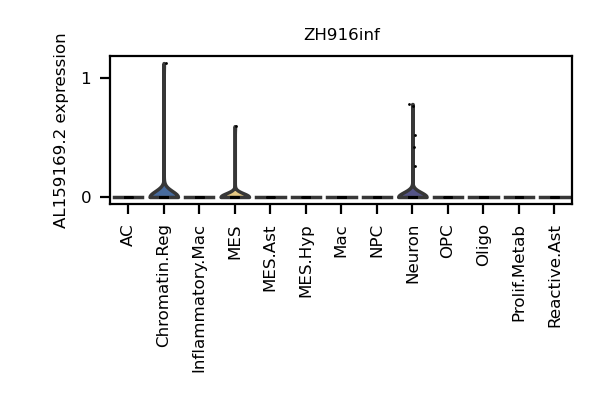 ZH916inf
AL159169.2 expression
1
0
AC
Chromatin.Reg
Inflammatory.Mac
MES
MES.Ast
MES.Hyp
Mac
NPC
Neuron
OPC
Oligo
Prolif.Metab
Reactive.Ast